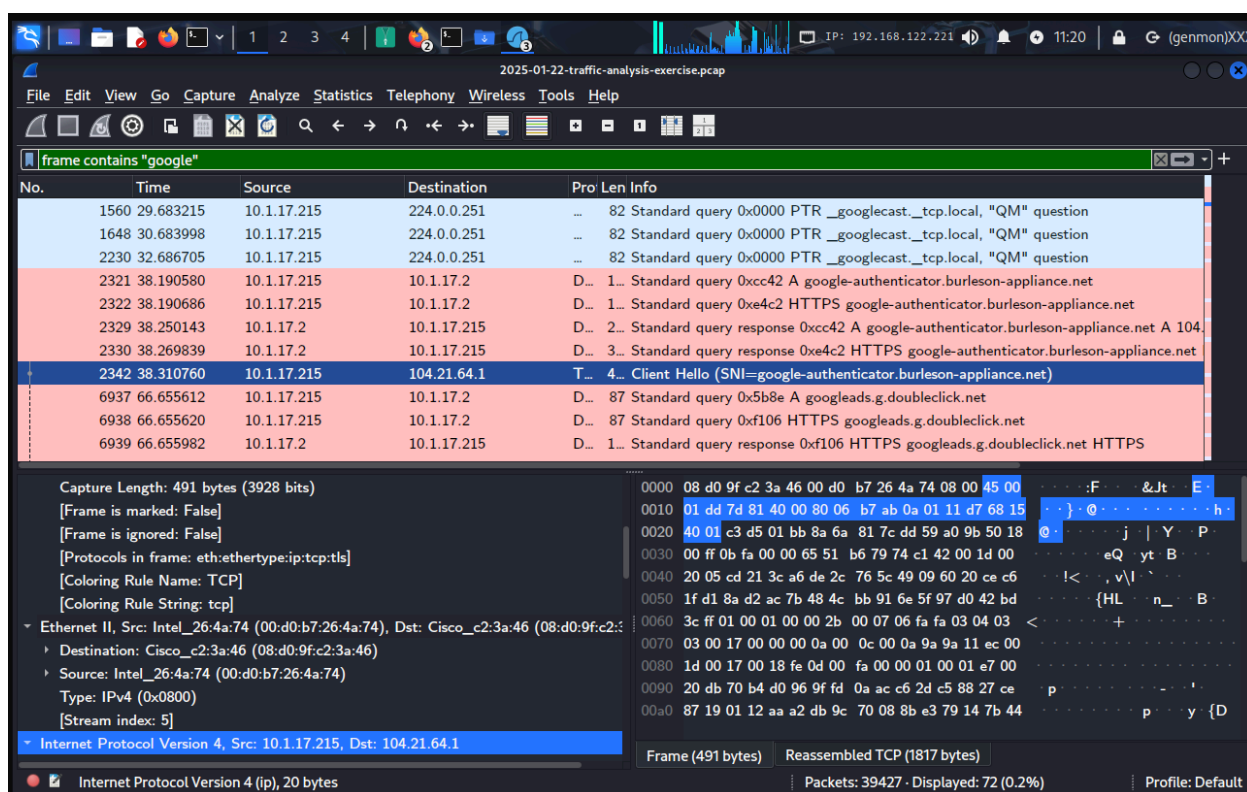 1 2 3 4 2 3 IP: 192.168.122.221 11:20 (genmon)XX
2025-01-22-traffic-analysis-exercise.pcap
File Edit View Go Capture Analyze Statistics Telephony Wireless Tools Help
frame contains "google"
No. Time Source Destination Pro Len Info
1560 29.683215 10.1.17.215 224.0.0.251 ... 82 Standard query 0x0000 PTR _googlecast._tcp.local, "QM" question
1648 30.683998 10.1.17.215 224.0.0.251 ... 82 Standard query 0x0000 PTR _googlecast._tcp.local, "QM" question
2230 32.686705 10.1.17.215 224.0.0.251 ... 82 Standard query 0x0000 PTR _googlecast._tcp.local, "QM" question
2321 38.190580 10.1.17.215 10.1.17.2 D... 1... Standard query 0xcc42 A google-authenticator.burleson-appliance.net
2322 38.190686 10.1.17.215 10.1.17.2 D... 1... Standard query 0xe4c2 HTTPS google-authenticator.burleson-appliance.net
2329 38.250143 10.1.17.2 10.1.17.215 D... 2... Standard query response 0xcc42 A google-authenticator.burleson-appliance.net A 104.
2330 38.269839 10.1.17.2 10.1.17.215 D... 3... Standard query response 0xe4c2 HTTPS google-authenticator.burleson-appliance.net
2342 38.310760 10.1.17.215 104.21.64.1 T... 4... Client Hello (SNI=google-authenticator.burleson-appliance.net)
6937 66.655612 10.1.17.215 10.1.17.2 D... 87 Standard query 0x5b8e A googleads.g.doubleclick.net
6938 66.655620 10.1.17.215 10.1.17.2 D... 87 Standard query 0xf106 HTTPS googleads.g.doubleclick.net
6939 66.655982 10.1.17.2 10.1.17.215 D... 1... Standard query response 0xf106 HTTPS googleads.g.doubleclick.net HTTPS
Capture Length: 491 bytes (3928 bits)
[Frame is marked: False]
[Frame is ignored: False]
[Protocols in frame: eth:ethertype:ip:tcp:tls]
[Coloring Rule Name: TCP]
[Coloring Rule String: tcp]
Ethernet II, Src: Intel_26:4a:74 (00:d0:b7:26:4a:74), Dst: Cisco_c2:3a:46 (08:d0:9f:c2:3
Destination: Cisco_c2:3a:46 (08:d0:9f:c2:3a:46)
Source: Intel_26:4a:74 (00:d0:b7:26:4a:74)
Type: IPv4 (0x0800)
[Stream index: 5]
Internet Protocol Version 4, Src: 10.1.17.215, Dst: 104.21.64.1
0000 08 d0 9f c2 3a 46 00 d0 b7 26 4a 74 08 00 45 00 ····:F·· ·&Jt··E·
0010 01 dd 7d 81 40 00 80 06 b7 ab 0a 01 11 d7 68 15 ··}·@··· ······h·
0020 40 01 c3 d5 01 bb 8a 6a 81 7c dd 59 a0 9b 50 18 @······j ·|·Y··P·
0030 00 ff 0b fa 00 00 65 51 b6 79 74 c1 42 00 1d 00 ······eQ ·yt·B···
0040 20 05 cd 21 3c a6 de 2c 76 5c 49 09 60 20 ce c6 ··!<··, v\I·`··
0050 1f d1 8a d2 ac 7b 48 4c bb 91 6e 5f 97 d0 42 bd ·····{HL ··n_··B·
0060 3c ff 01 00 01 00 00 2b 00 07 06 fa fa 03 04 03 <······+ ········
0070 03 00 17 00 00 00 0a 00 0c 00 0a 9a 9a 11 ec 00 ········ ········
0080 1d 00 17 00 18 fe 0d 00 fa 00 00 01 00 01 e7 00 ········ ········
0090 20 db 70 b4 d0 96 9f fd 0a ac c6 2d c5 88 27 ce ·p····· ···-··'·
00a0 87 19 01 12 aa a2 db 9c 70 08 8b e3 79 14 7b 44 ········ p···y·{D
Frame (491 bytes) Reassembled TCP (1817 bytes)
Internet Protocol Version 4 (ip), 20 bytes Packets: 39427 · Displayed: 72 (0.2%) Profile: Default